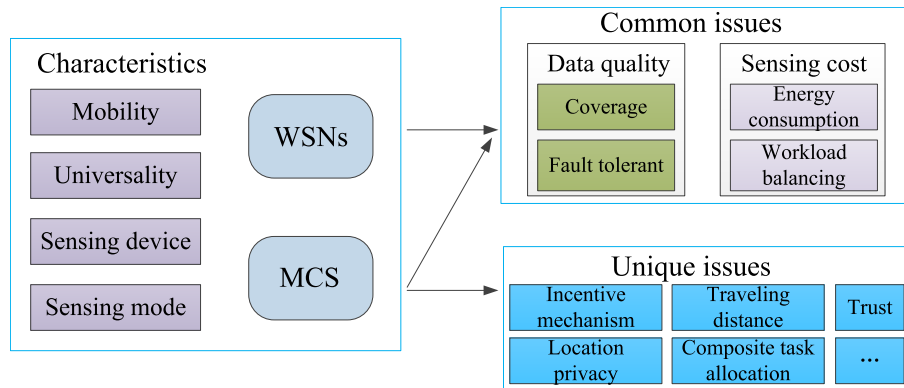 Characteristics
Mobility
Universality
Sensing device
Sensing mode
WSNs
MCS
Common issues
Data quality
Coverage
Fault tolerant
Sensing cost
Energy
consumption
Workload
balancing
Unique issues
Incentive
mechanism
Traveling
distance
Trust
Location
privacy
Composite task
allocation
...